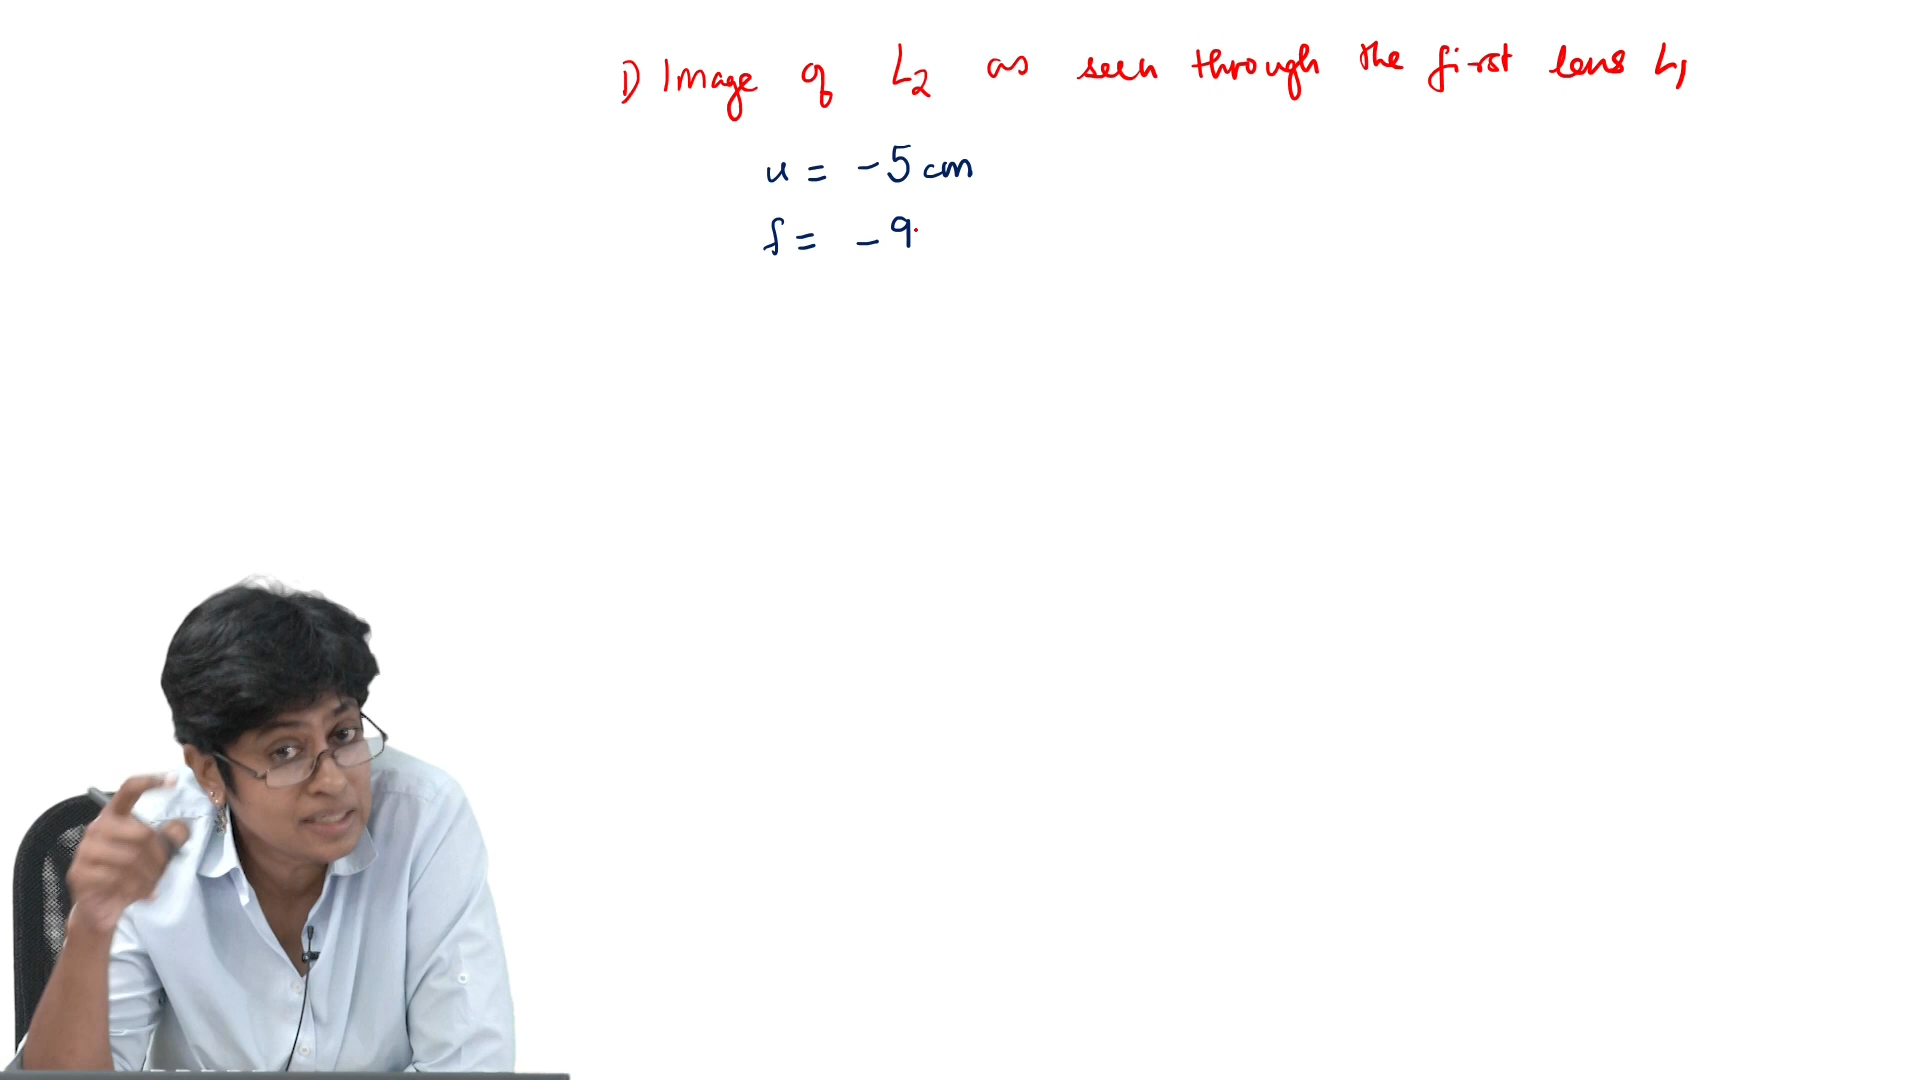 1) Image of L2 as seen through the first lens L1
u = -5 cm
f = -9